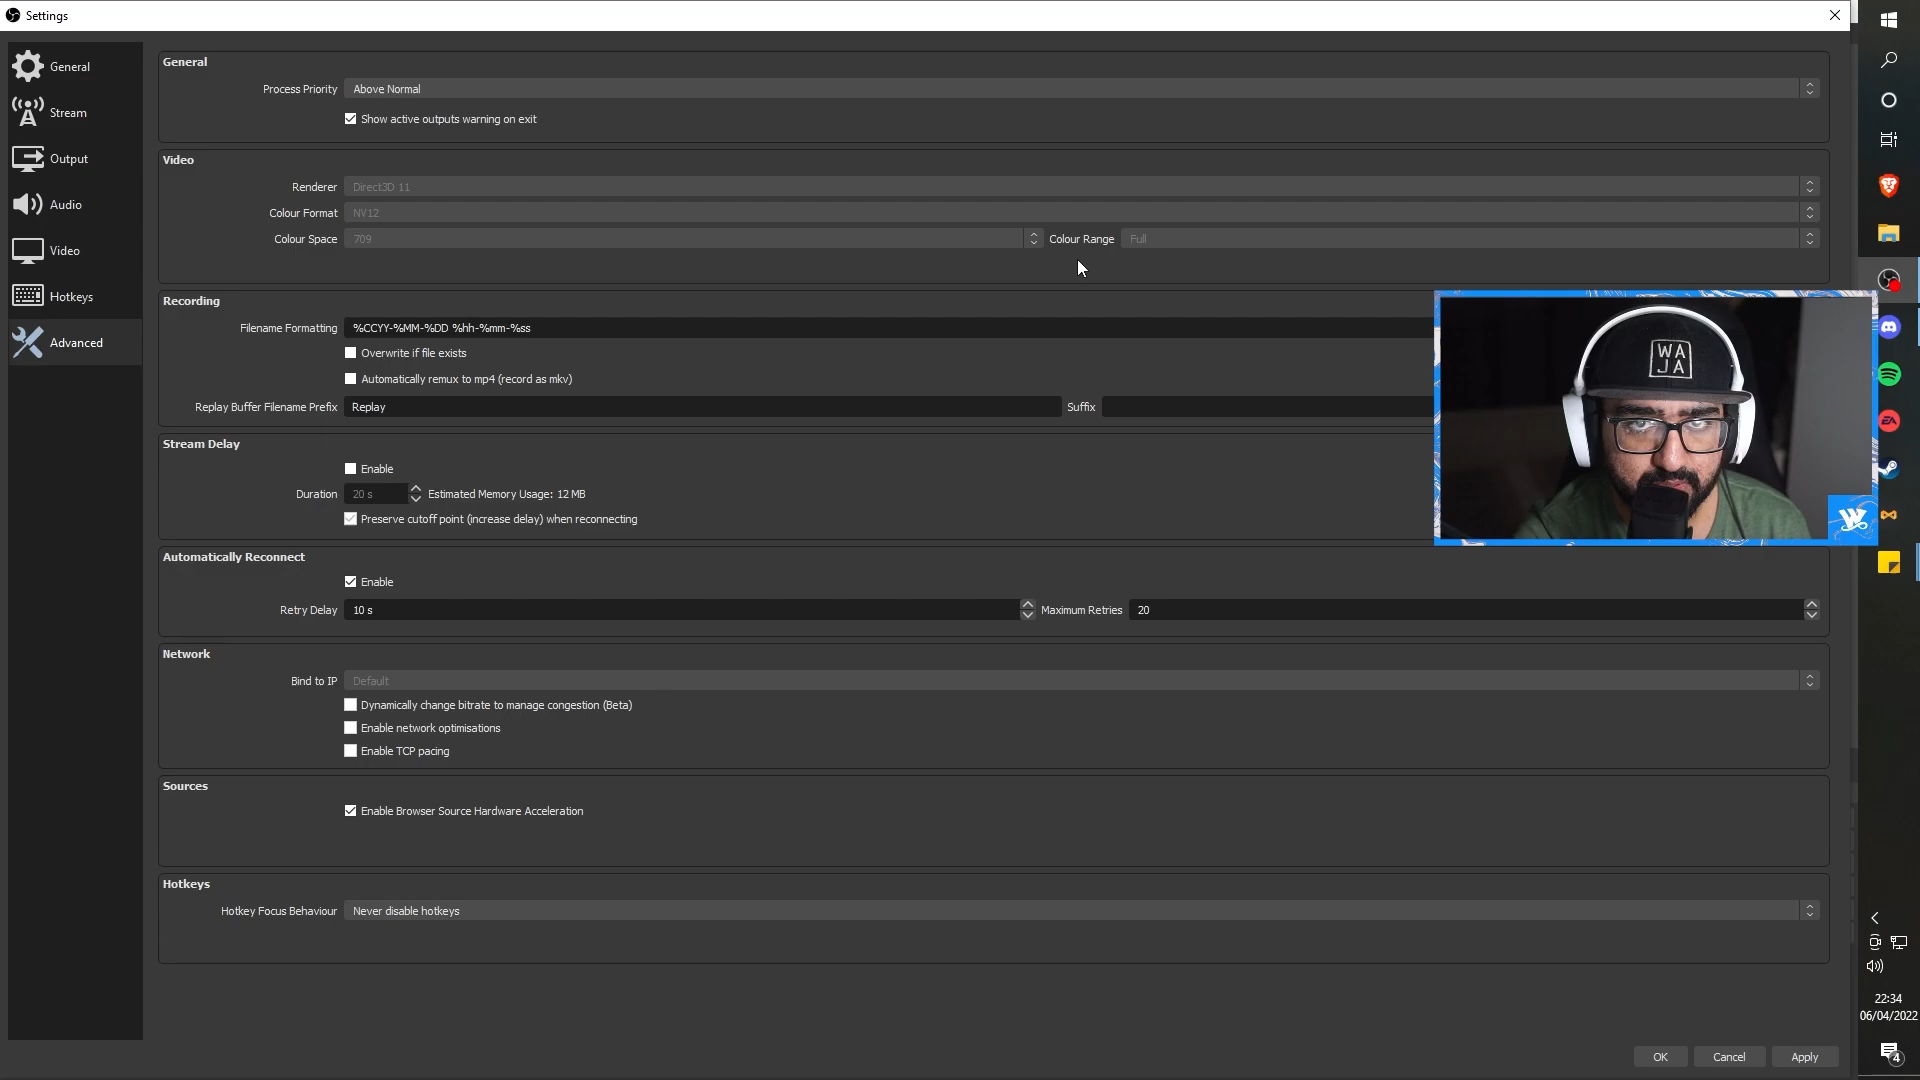 Settings
General
Stream
Output
Audio
Video
Hotkeys
Advanced
General
Process Priority Above Normal
Show active outputs warning on exit
Video
Renderer Direct3D 11
Colour Format NV12
Colour Space 709 Colour Range Full
Recording
Filename Formatting %CCYY-%MM-%DD %hh-%mm-%ss
Overwrite if file exists
Automatically remux to mp4 (record as mkv)
Replay Buffer Filename Prefix Replay Suffix
Stream Delay
Enable
Duration 20 s Estimated Memory Usage: 12 MB
Preserve cutoff point (increase delay) when reconnecting
Automatically Reconnect
Enable
Retry Delay 10 s Maximum Retries 20
Network
Bind to IP Default
Dynamically change bitrate to manage congestion (Beta)
Enable network optimisations
Enable TCP pacing
Sources
Enable Browser Source Hardware Acceleration
Hotkeys
Hotkey Focus Behaviour Never disable hotkeys
OK Cancel Apply
WA
JA
EA
22:34
06/04/2022
4